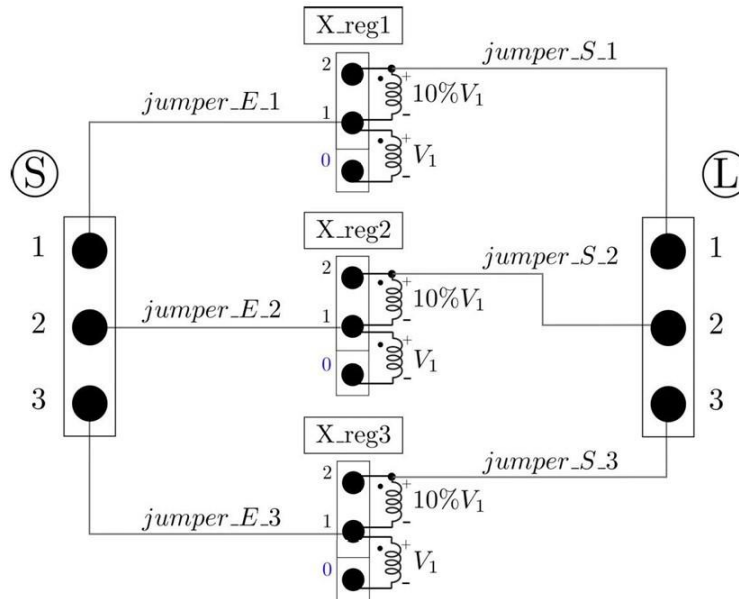 X_reg1
2
jumper_S_1
+
10%V₁
jumper_E_1
1
-
+
0
V₁
-
S
L
X_reg2
1
1
2
jumper_S_2
+
10%V₁
2
jumper_E_2
1
-
2
+
0
V₁
-
3
3
X_reg3
2
jumper_S_3
+
10%V₁
jumper_E_3
1
-
+
0
V₁
-